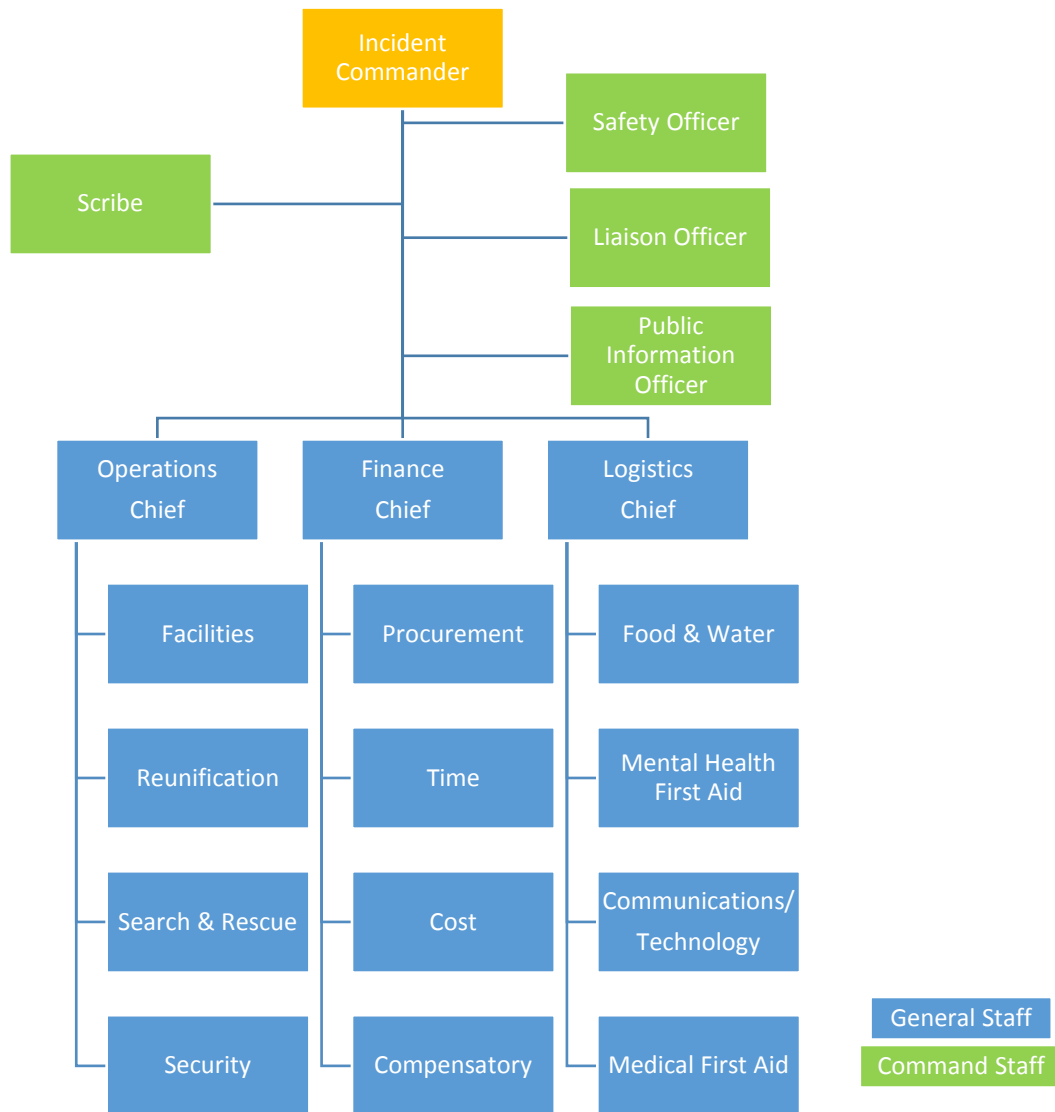 Incident
Commander
Safety Officer
Scribe
Liaison Officer
Public
Information
Officer
Operations
Chief
Finance
Chief
Logistics
Chief
Facilities
Procurement
Food & Water
Reunification
Time
Mental Health
First Aid
Search & Rescue
Cost
Communications/
Technology
Security
Compensatory
Medical First Aid
General Staff
Command Staff